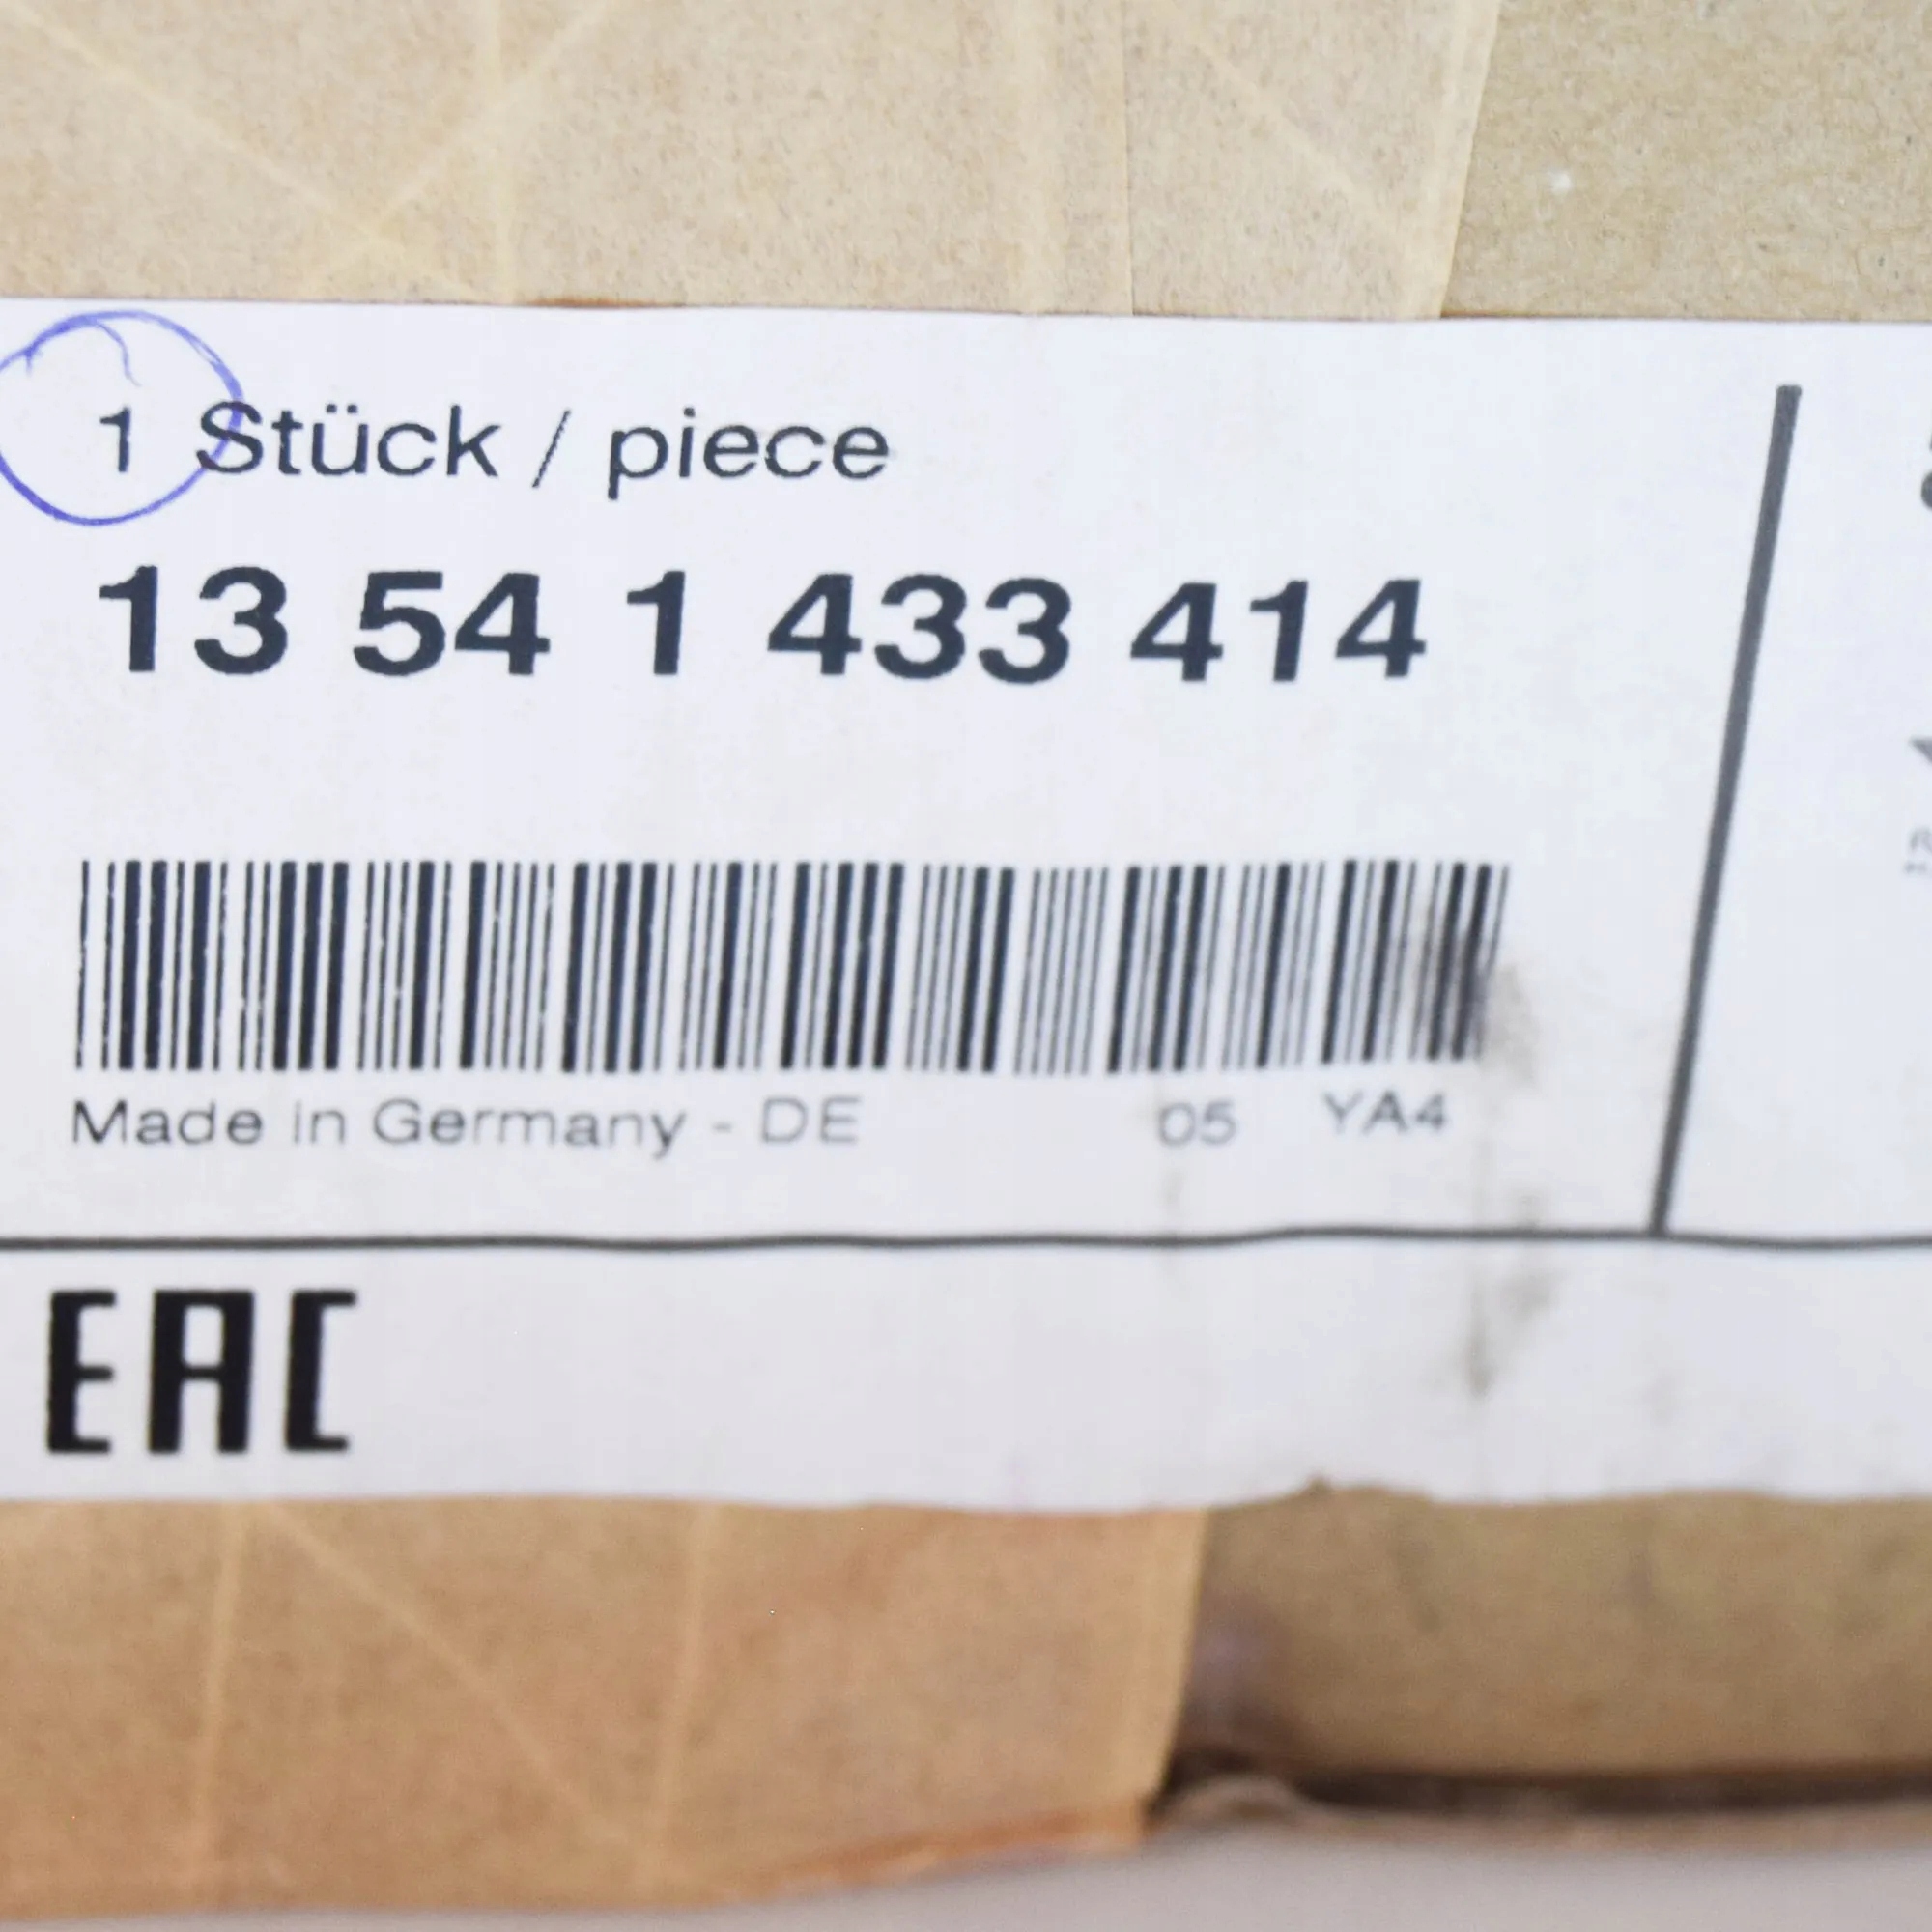 1 Stück / piece
13 54 1 433 414
Made in Germany - DE 05 YA4
EAC